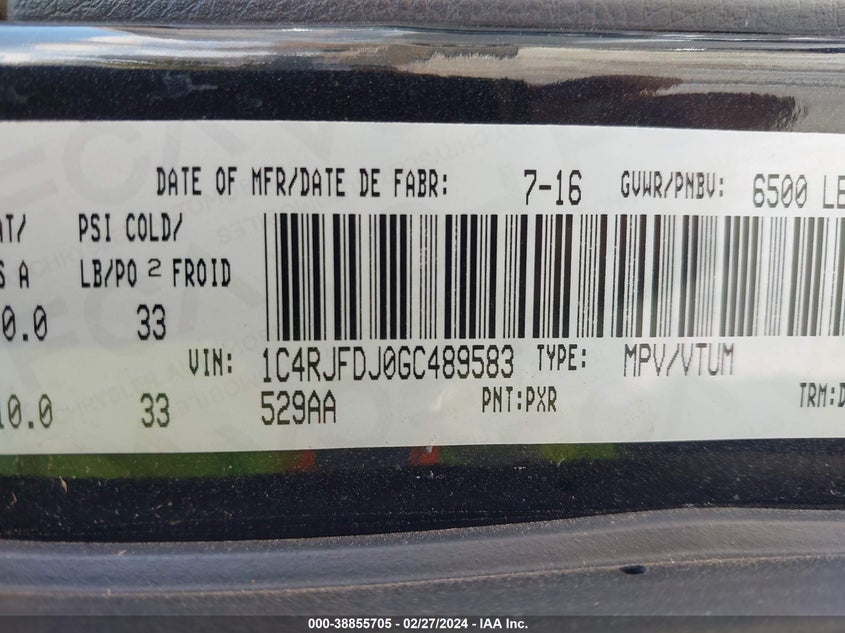 DATE OF MFR/DATE DE FABR: 7-16 GVWR/PNBV: 6500 LB
AT/ PSI COLD/
S A LB/PO 2 FROID
0.0 33
VIN: 1C4RJFDJ0GC489583 TYPE: MPV/VTUM
10.0 33 529AA PNT:PXR TRM:D
000-38855705 - 02/27/2024 - IAA Inc.